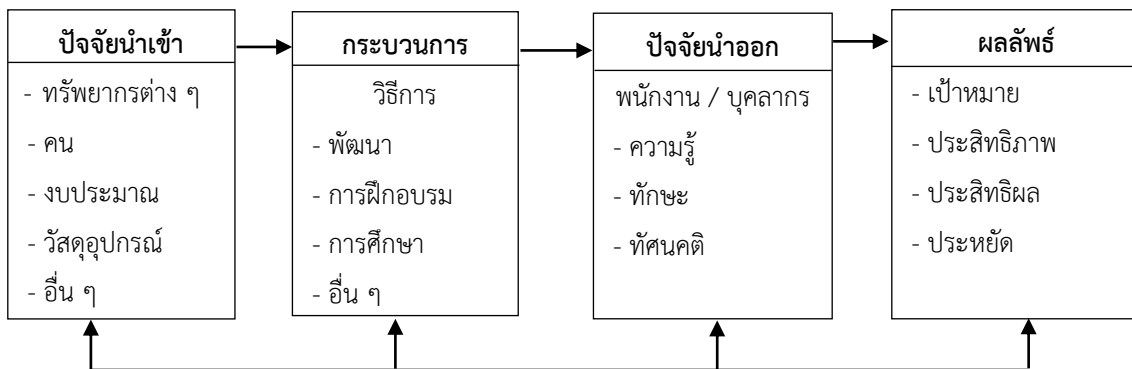 ปัจจัยนำเข้า
- ทรัพยากรต่าง ๆ
- คน
- งบประมาณ
- วัสดุอุปกรณ์
- อื่น ๆ
กระบวนการ
วิธีการ
- พัฒนา
- การฝึกอบรม
- การศึกษา
- อื่น ๆ
ปัจจัยนำออก
พนักงาน / บุคลากร
- ความรู้
- ทักษะ
- ทัศนคติ
ผลลัพธ์
- เป้าหมาย
- ประสิทธิภาพ
- ประสิทธิผล
- ประหยัด